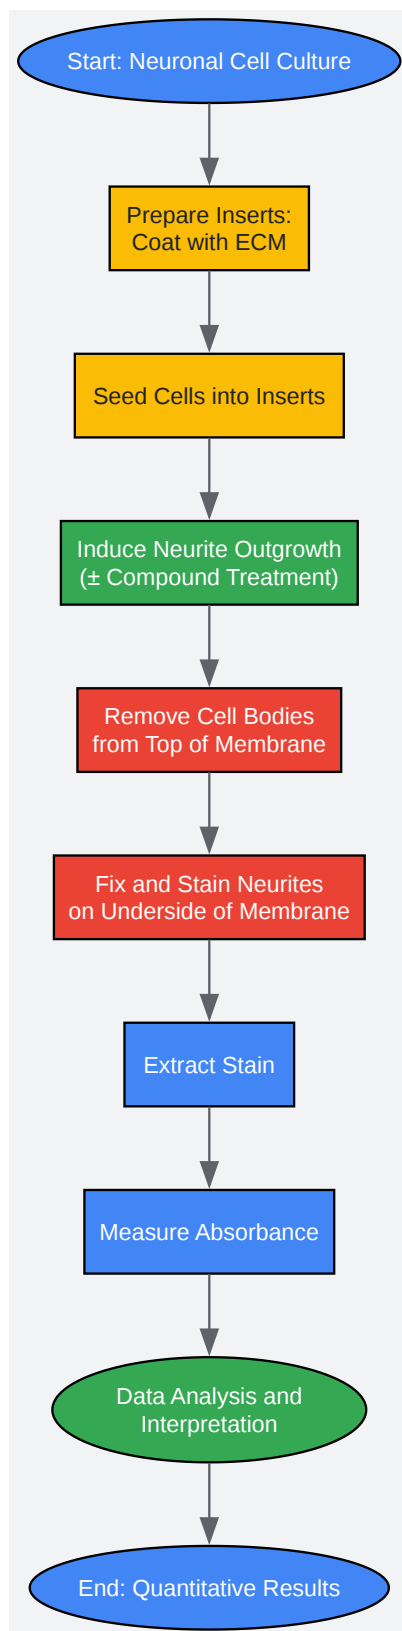 Start: Neuronal Cell Culture
Prepare Inserts:
Coat with ECM
Seed Cells into Inserts
Induce Neurite Outgrowth
(± Compound Treatment)
Remove Cell Bodies
from Top of Membrane
Fix and Stain Neurites
on Underside of Membrane
Extract Stain
Measure Absorbance
Data Analysis and
Interpretation
End: Quantitative Results